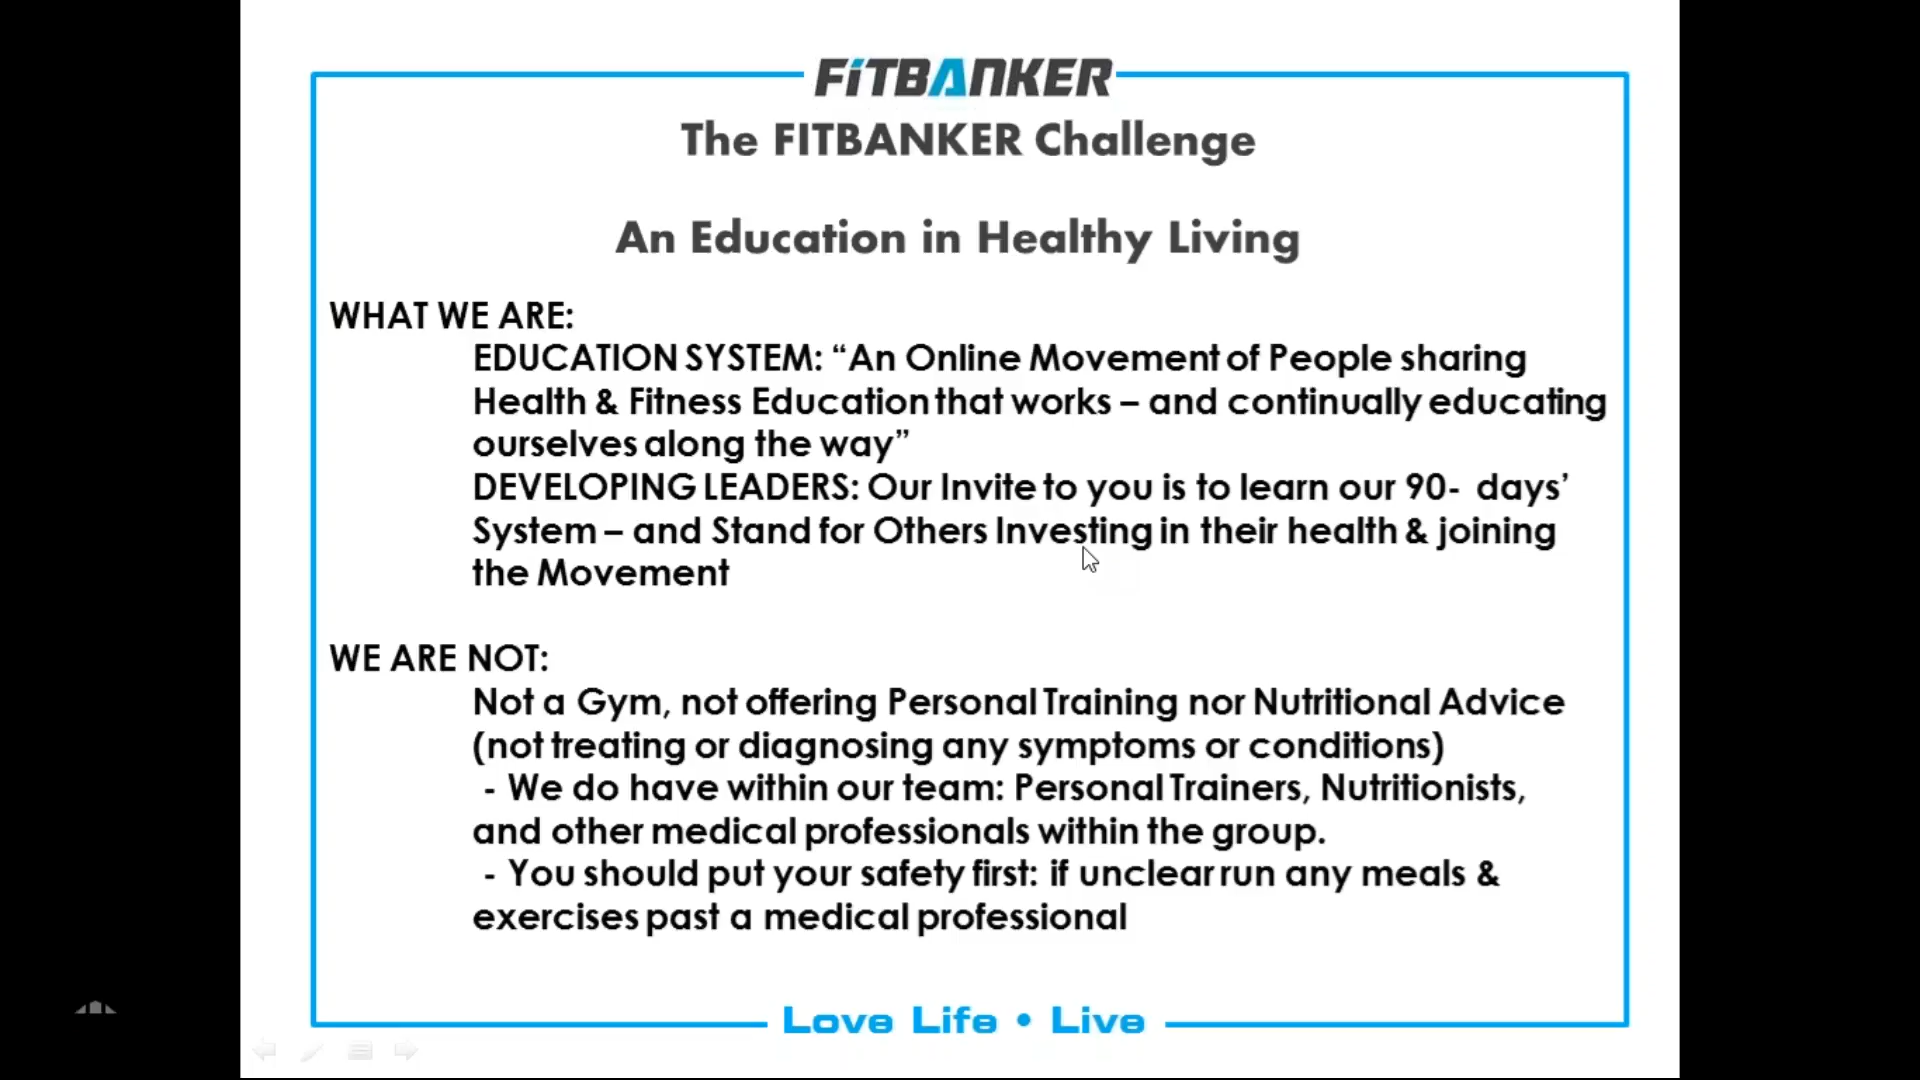 FiTBANKER
The FITBANKER Challenge
An Education in Healthy Living
WHAT WE ARE:
EDUCATION SYSTEM: “An Online Movement of People sharing
Health & Fitness Education that works – and continually educating
ourselves along the way”
DEVELOPING LEADERS: Our Invite to you is to learn our 90- days’
System – and Stand for Others Investing in their health & joining
the Movement
WE ARE NOT:
Not a Gym, not offering Personal Training nor Nutritional Advice
(not treating or diagnosing any symptoms or conditions)
- We do have within our team: Personal Trainers, Nutritionists,
and other medical professionals within the group.
- You should put your safety first: if unclear run any meals &
exercises past a medical professional
Love Life • Live